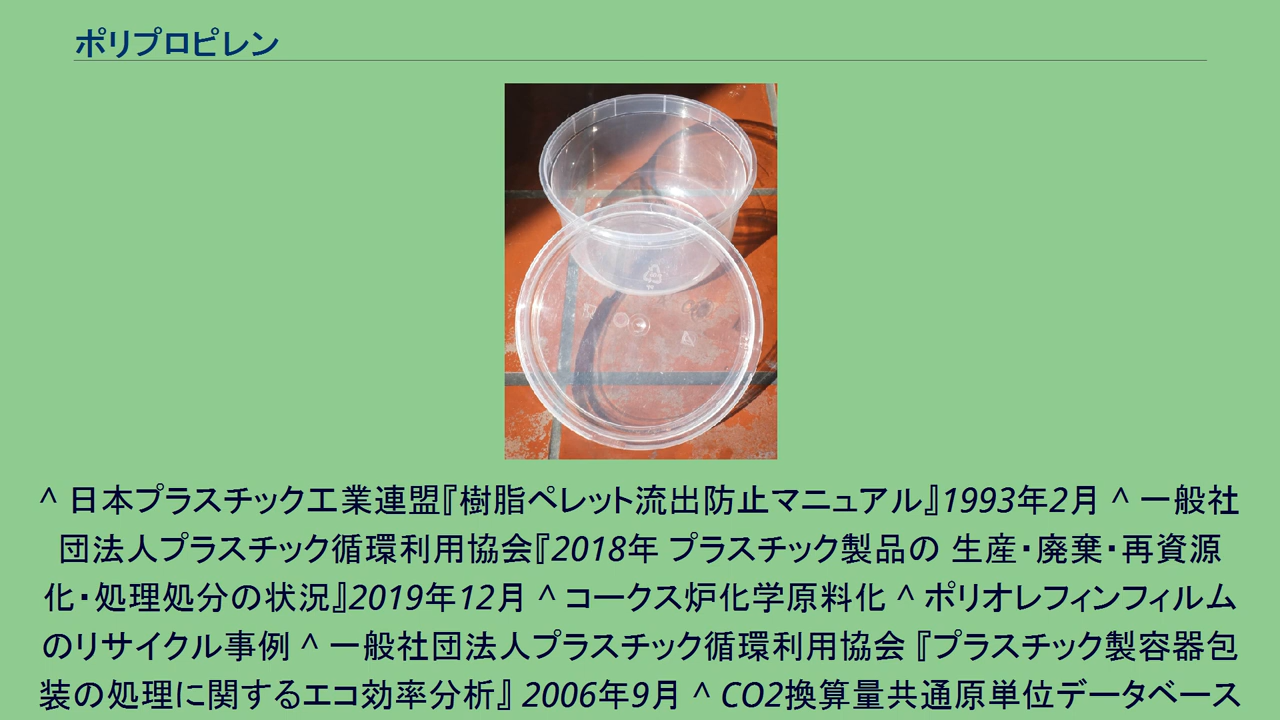 ポリプロピレン
^ 日本プラスチック工業連盟『樹脂ペレット流出防止マニュアル』1993年2月 ^ 一般社
団法人プラスチック循環利用協会『2018年 プラスチック製品の 生産・廃棄・再資源
化・処理処分の状況』2019年12月 ^ コークス炉化学原料化 ^ ポリオレフィンフィルム
のリサイクル事例 ^ 一般社団法人プラスチック循環利用協会 『プラスチック製容器包
装の処理に関するエコ効率分析』 2006年9月 ^ CO2換算量共通原単位データベース